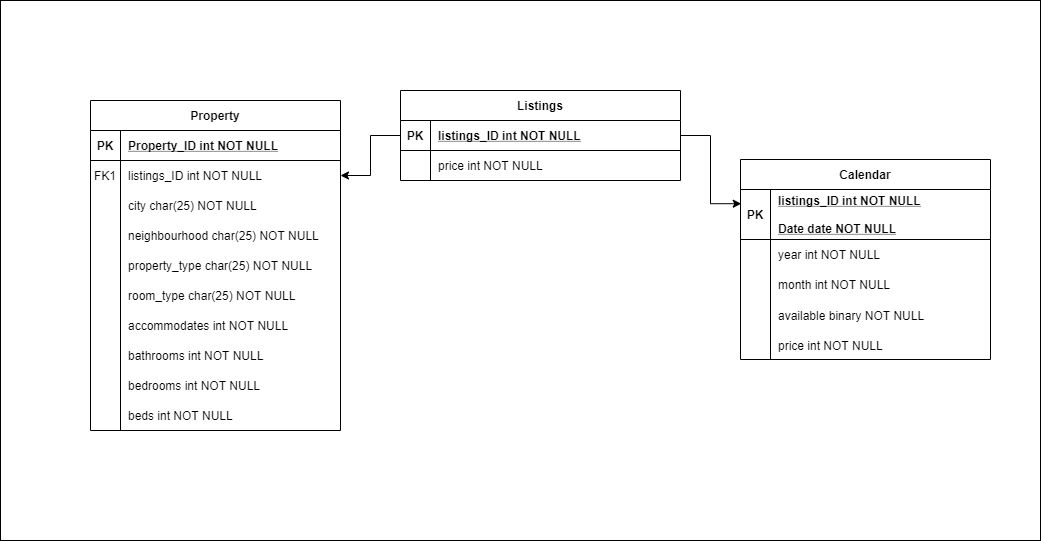 Property
PK Property_ID int NOT NULL
FK1 listings_ID int NOT NULL
city char(25) NOT NULL
neighbourhood char(25) NOT NULL
property_type char(25) NOT NULL
room_type char(25) NOT NULL
accommodates int NOT NULL
bathrooms int NOT NULL
bedrooms int NOT NULL
beds int NOT NULL
Listings
PK listings_ID int NOT NULL
price int NOT NULL
Calendar
PK
listings_ID int NOT NULL
Date date NOT NULL
year int NOT NULL
month int NOT NULL
available binary NOT NULL
price int NOT NULL